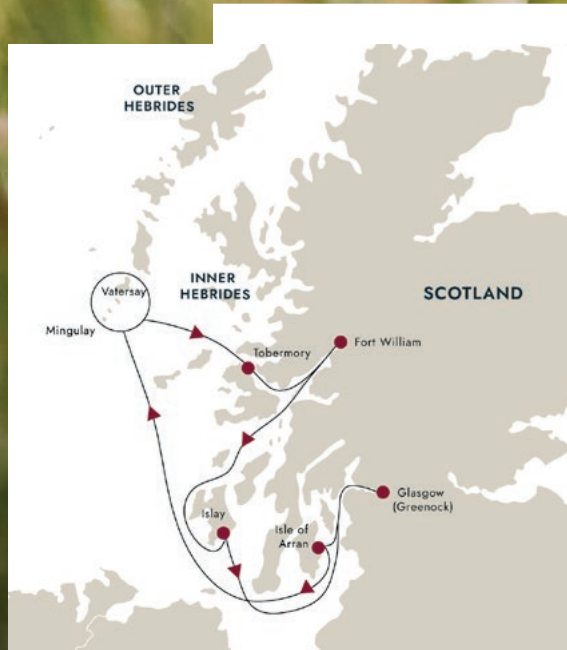 OUTER
HEBRIDES
INNER
HEBRIDES
Vatersay
Mingulay
SCOTLAND
Tobermory
Fort William
Islay
Isle of
Arran
Glasgow
(Greenock)